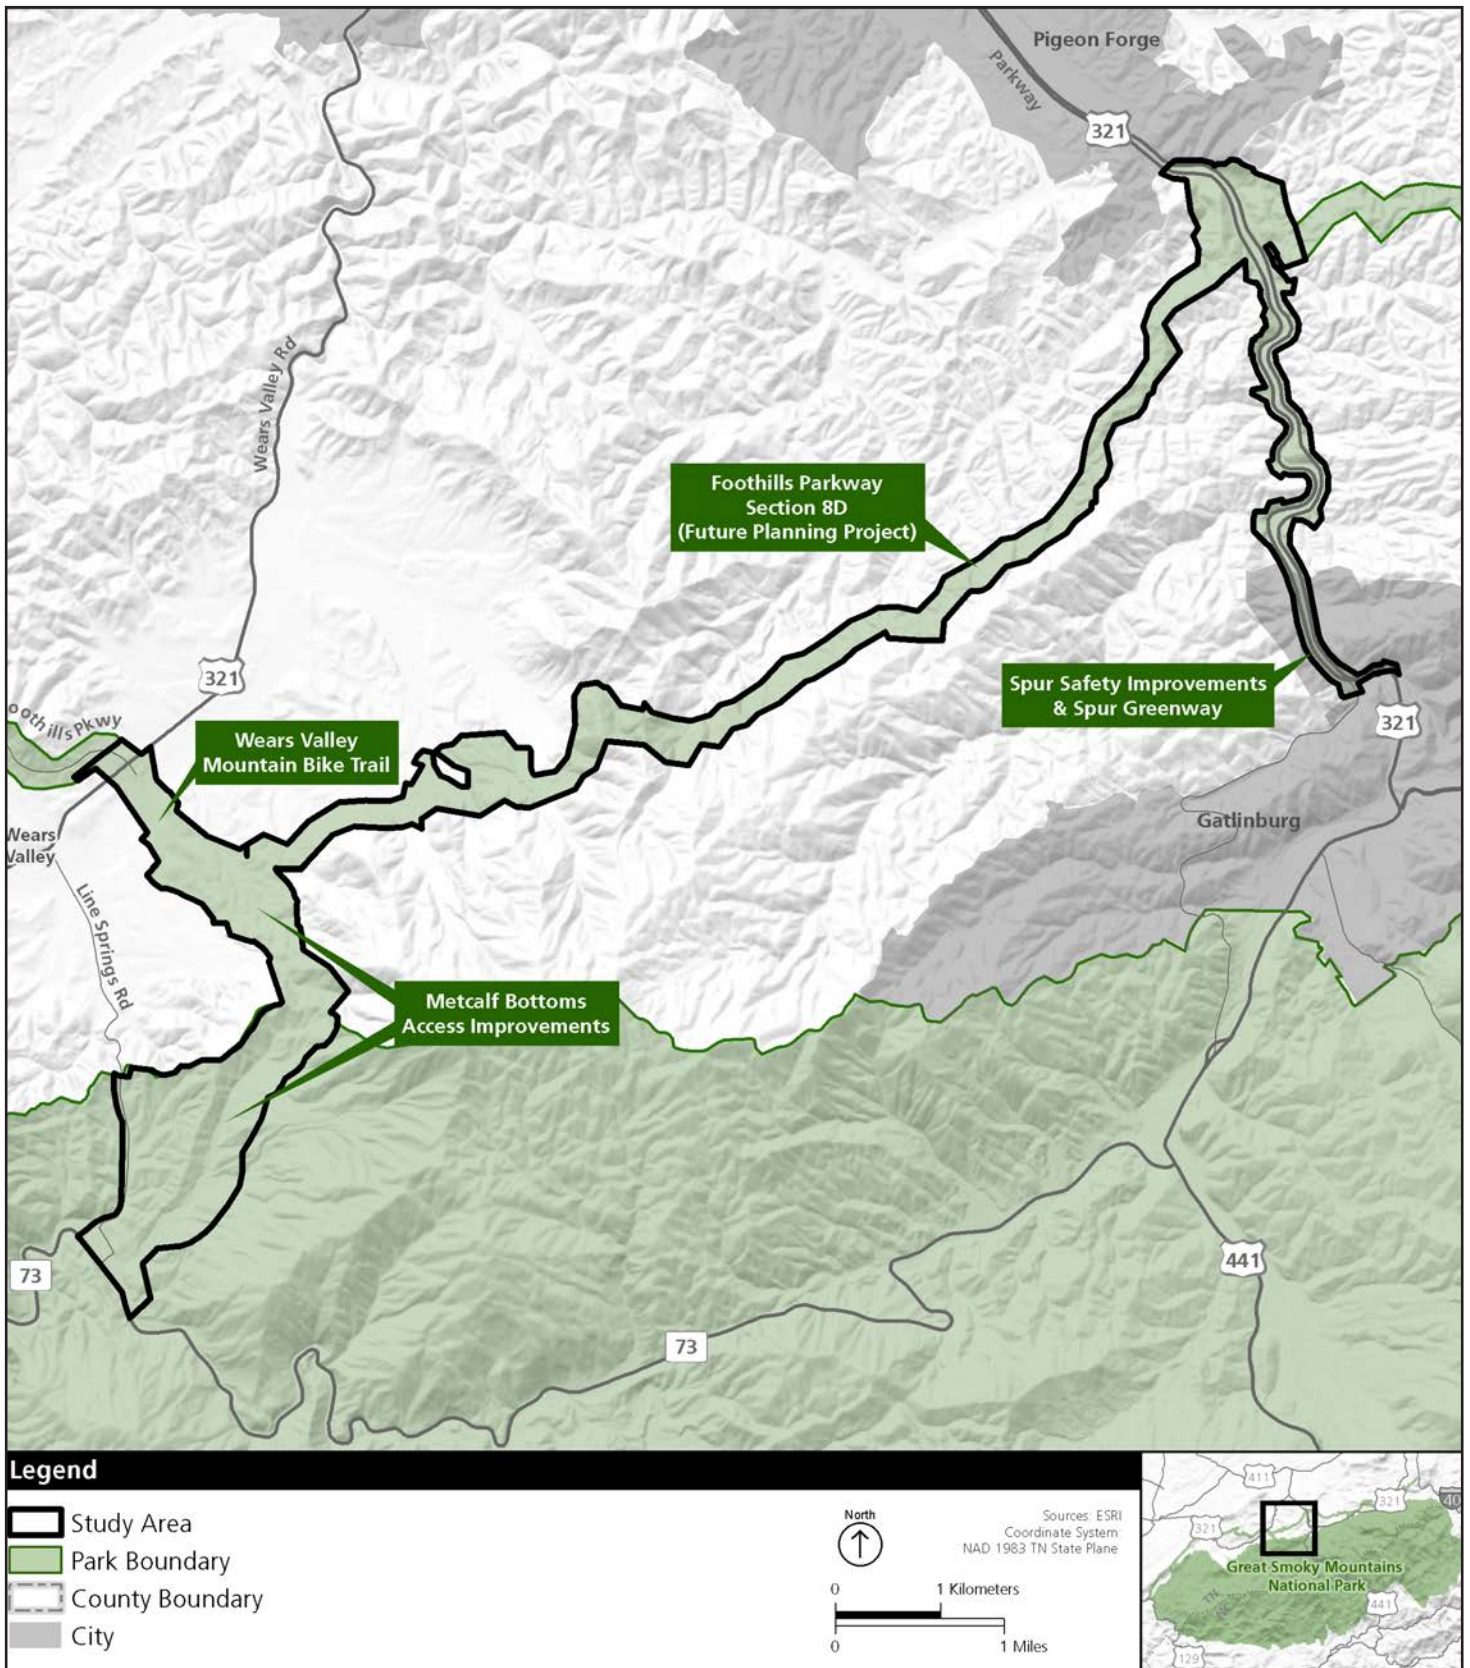 Pigeon Forge
Parkway
321
Wears Valley Rd
Foothills Parkway
Section 8D
(Future Planning Project)
321
Spur Safety Improvements
& Spur Greenway
321
oothills Pkwy
Wears Valley
Mountain Bike Trail
Wears
Valley
Gatlinburg
Line Springs Rd
Metcalf Bottoms
Access Improvements
73
441
73
Legend
Study Area
Park Boundary
County Boundary
City
North
Sources: ESRI
Coordinate System:
NAD 1983 TN State Plane
0 1 Kilometers
0 1 Miles
411
321
40
321
Great Smoky Mountains
National Park
TN
NC
441
129